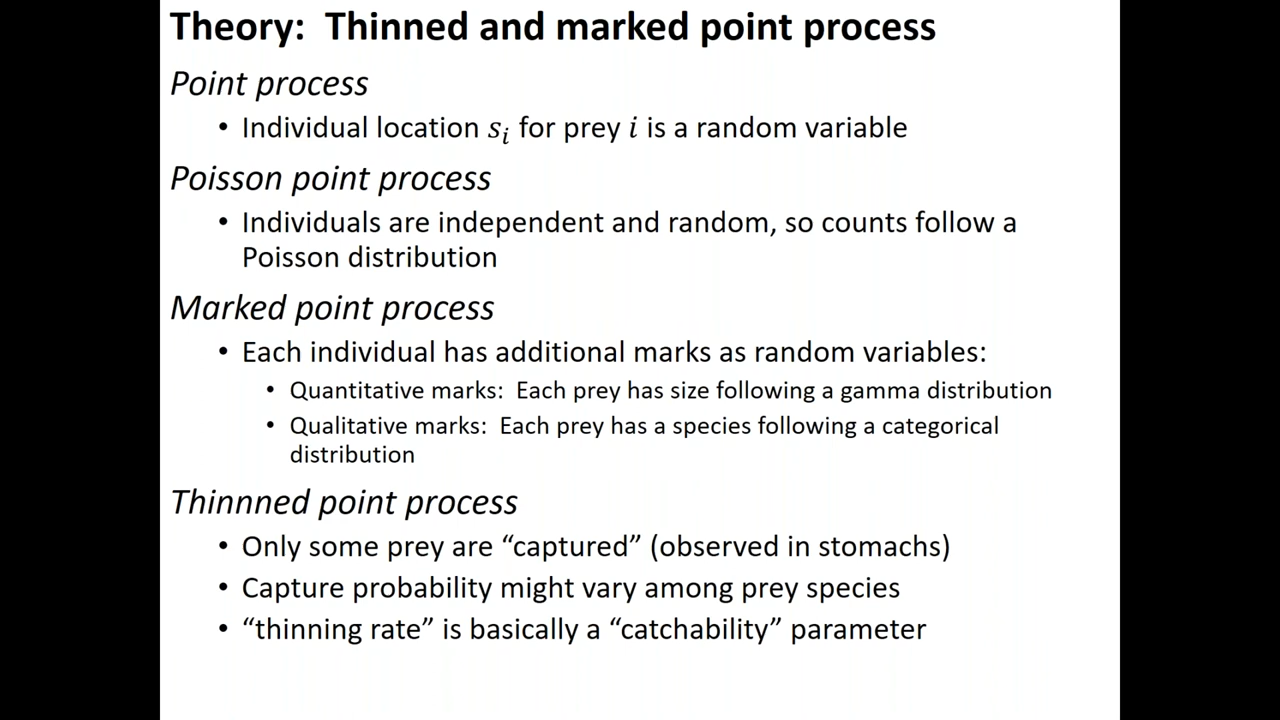 Theory:  Thinned and marked point process
Point process
• Individual location sᵢ for prey i is a random variable
Poisson point process
• Individuals are independent and random, so counts follow a
Poisson distribution
Marked point process
• Each individual has additional marks as random variables:
• Quantitative marks:  Each prey has size following a gamma distribution
• Qualitative marks:  Each prey has a species following a categorical
distribution
Thinnned point process
• Only some prey are “captured” (observed in stomachs)
• Capture probability might vary among prey species
• “thinning rate” is basically a “catchability” parameter